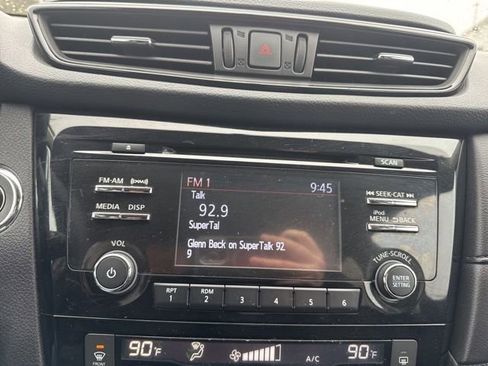 SCAN
FM 1
9:45
FM·AM
SEEK·CAT
Talk
92.9
iPod
MENU BACK
MEDIA DISP
SuperTal
VOL
Glenn Beck on SuperTalk 92
9
TUNE·SCROLL
ENTER
SETTING
RPT
1
RDM
2
3
4
5
6
90°F
A/C
90°F
FRONT